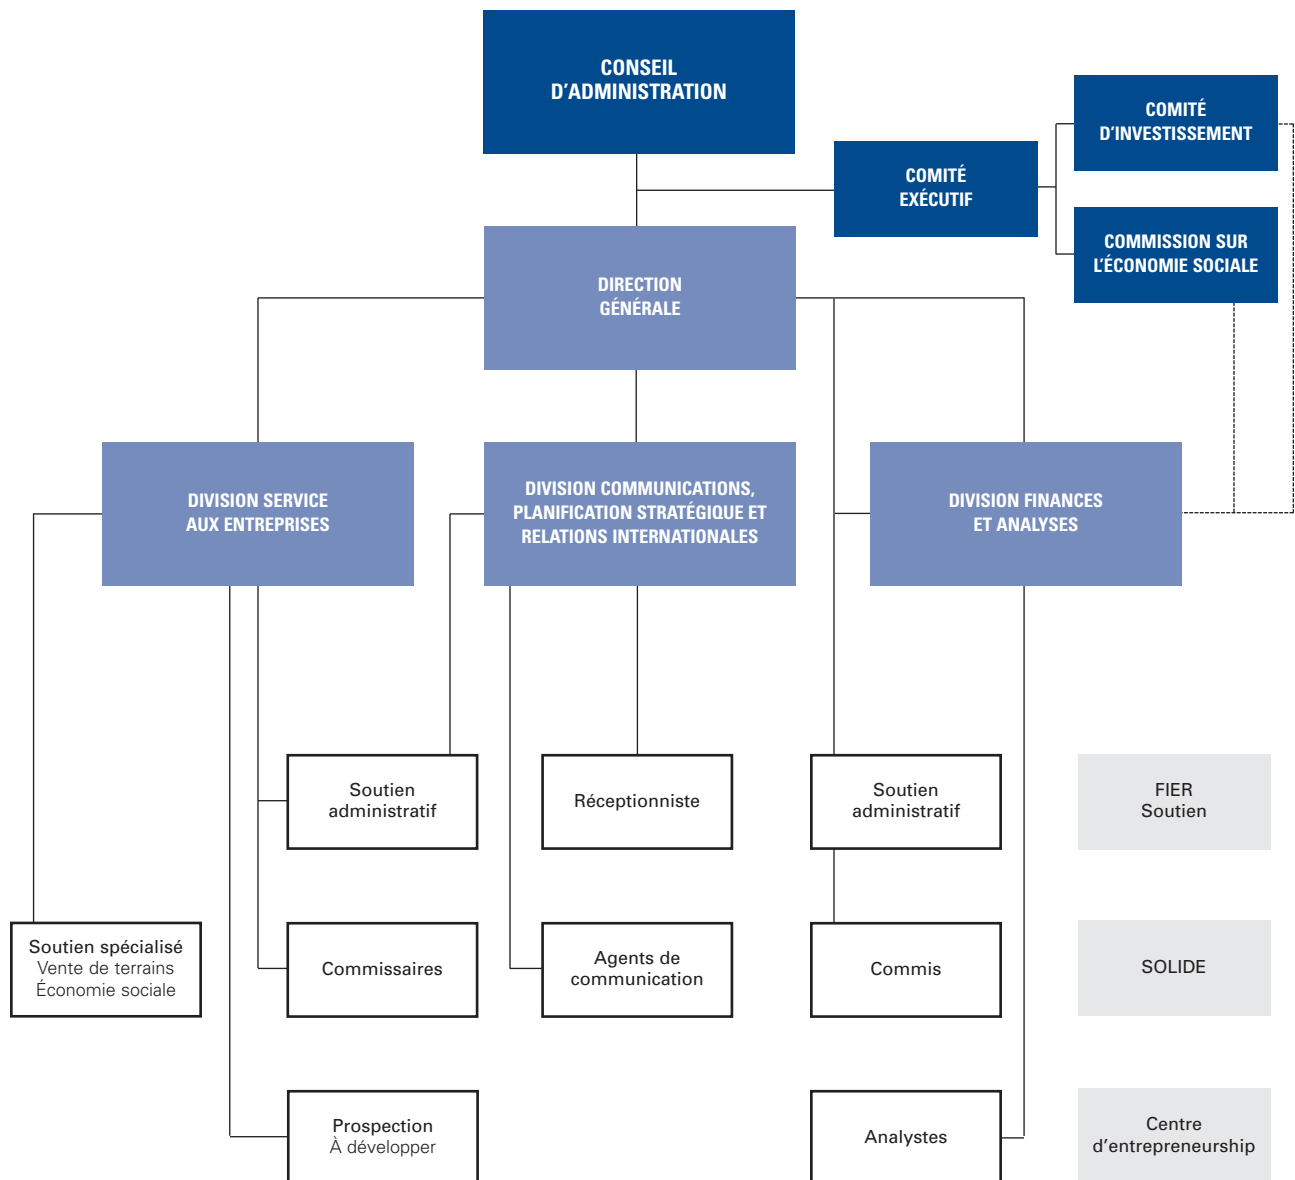 CONSEIL
D'ADMINISTRATION
COMITÉ
D'INVESTISSEMENT
COMITÉ
EXÉCUTIF
COMMISSION SUR
L'ÉCONOMIE SOCIALE
DIRECTION
GÉNÉRALE
DIVISION SERVICE
AUX ENTREPRISES
DIVISION COMMUNICATIONS,
PLANIFICATION STRATÉGIQUE ET
RELATIONS INTERNATIONALES
DIVISION FINANCES
ET ANALYSES
Soutien
administratif
Réceptionniste
Soutien
administratif
FIER
Soutien
Soutien spécialisé
Vente de terrains
Économie sociale
Commissaires
Agents de
communication
Commis
SOLIDE
Prospection
À développer
Analystes
Centre
d'entrepreneurship